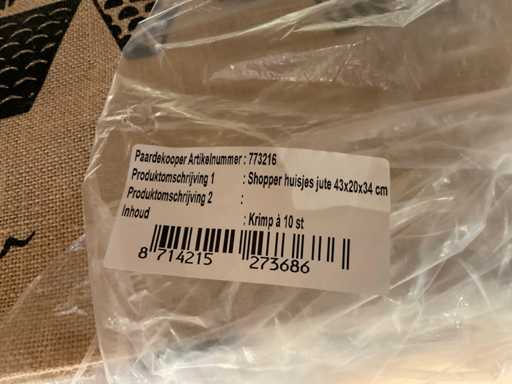 Paardekooper Artikelnummer : 773216
Produktomschrijving 1 : Shopper huisjes jute 43x20x34 cm
Produktomschrijving 2 :
Inhoud : Krimp à 10 st
8 714215 273686